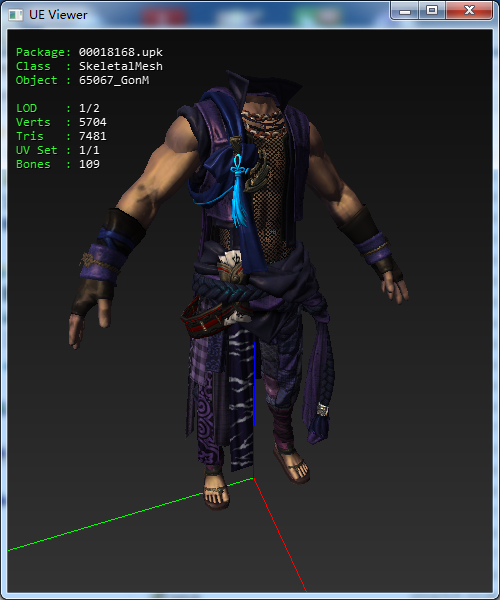 UE Viewer
Package: 00018168.upk
Class : SkeletalMesh
Object : 65067_GonM
LOD : 1/2
Verts : 5704
Tris : 7481
UV Set : 1/1
Bones : 109